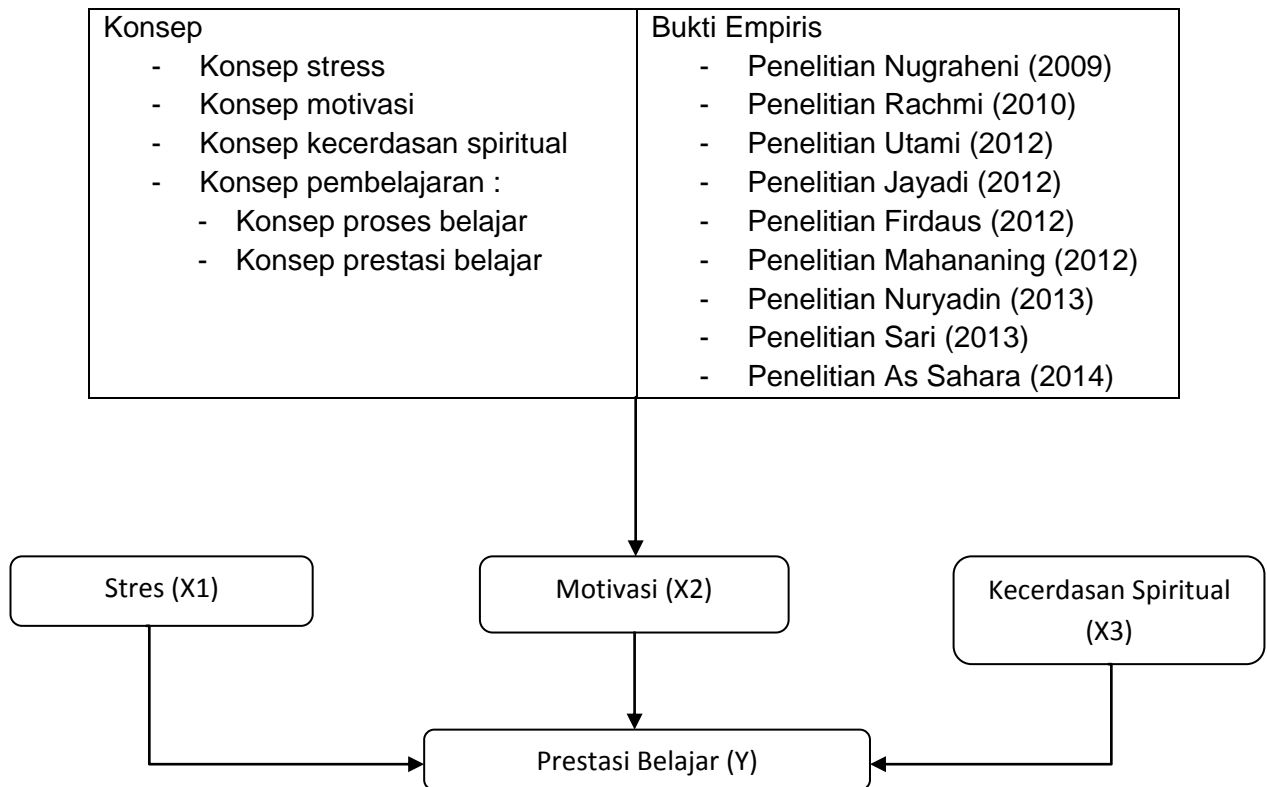 Konsep
- Konsep stress
- Konsep motivasi
- Konsep kecerdasan spiritual
- Konsep pembelajaran :
- Konsep proses belajar
- Konsep prestasi belajar
Bukti Empiris
- Penelitian Nugraheni (2009)
- Penelitian Rachmi (2010)
- Penelitian Utami (2012)
- Penelitian Jayadi (2012)
- Penelitian Firdaus (2012)
- Penelitian Mahananing (2012)
- Penelitian Nuryadin (2013)
- Penelitian Sari (2013)
- Penelitian As Sahara (2014)
Stres (X1)
Motivasi (X2)
Kecerdasan Spiritual
(X3)
Prestasi Belajar (Y)